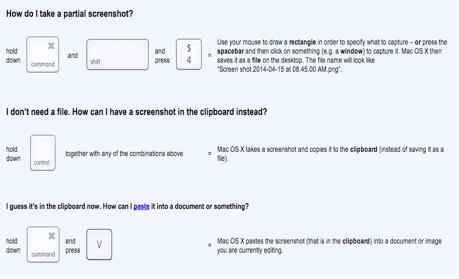 How do I take a partial screenshot?
hold down
⌘
command
and
shift
and press
$
4
=
Use your mouse to draw a rectangle in order to specify what to capture – or press the
spacebar and then click on something (e.g. a window) to capture it. Mac OS X then
saves it as a file on the desktop. The file name will look like
"Screen shot 2014-04-15 at 08.45.00 AM.png".
I don't need a file. How can I have a screenshot in the clipboard instead?
hold down
control
together with any of the combinations above
=
Mac OS X takes a screenshot and copies it to the clipboard (instead of saving it as a
file).
I guess it's in the clipboard now. How can I paste it into a document or something?
hold down
⌘
command
and press
V
=
Mac OS X pastes the screenshot (that is in the clipboard) into a document or image
you are currently editing.